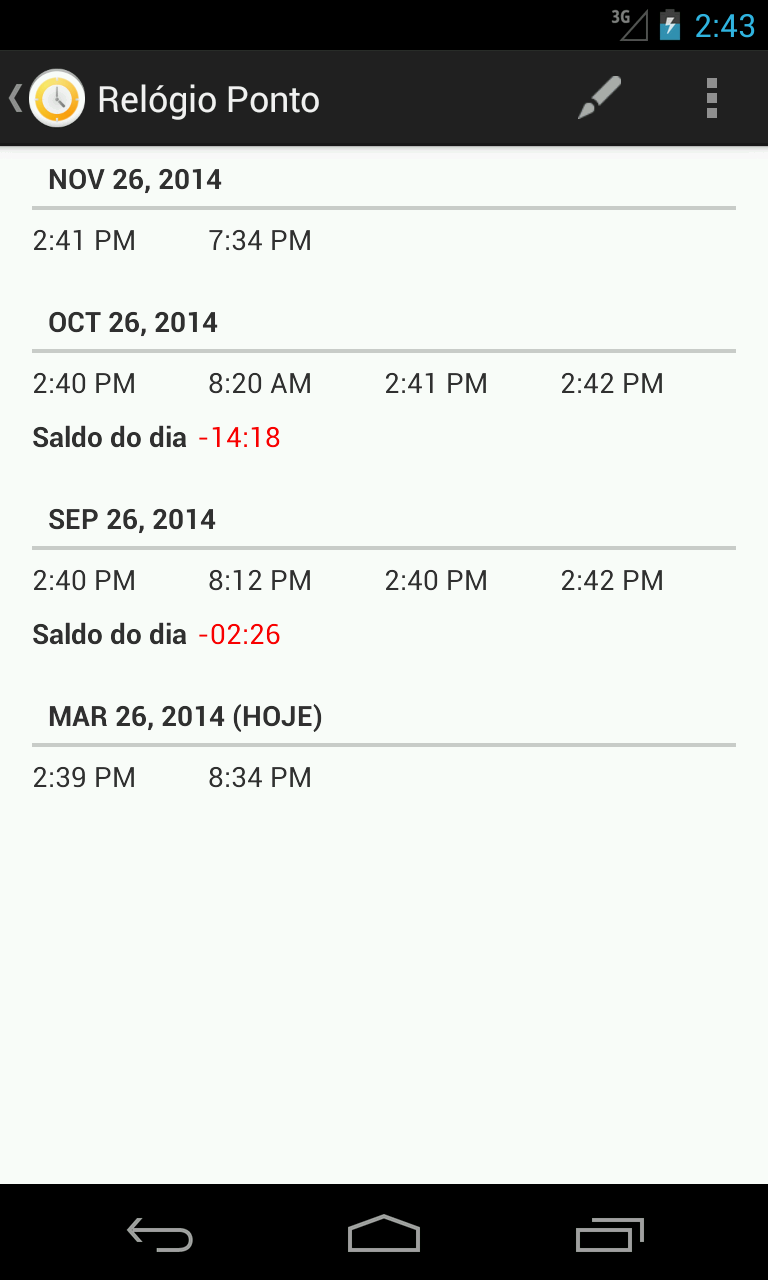 3G 2:43
Relógio Ponto
NOV 26, 2014
2:41 PM 7:34 PM
OCT 26, 2014
2:40 PM 8:20 AM 2:41 PM 2:42 PM
Saldo do dia -14:18
SEP 26, 2014
2:40 PM 8:12 PM 2:40 PM 2:42 PM
Saldo do dia -02:26
MAR 26, 2014 (HOJE)
2:39 PM 8:34 PM